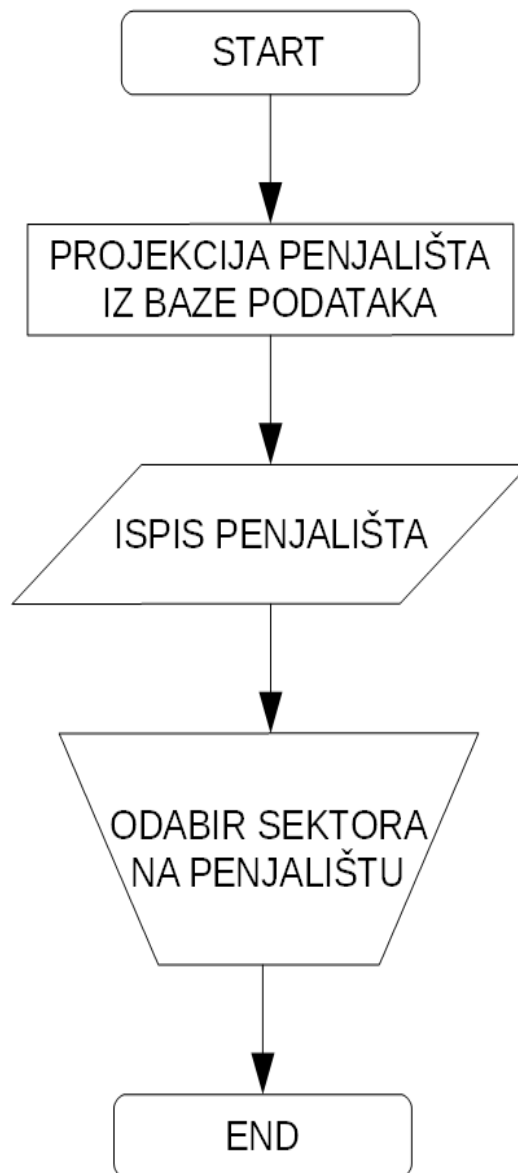 START
PROJEKCIJA PENJALIŠTA
IZ BAZE PODATAKA
ISPIS PENJALIŠTA
ODABIR SEKTORA
NA PENJALIŠTU
END